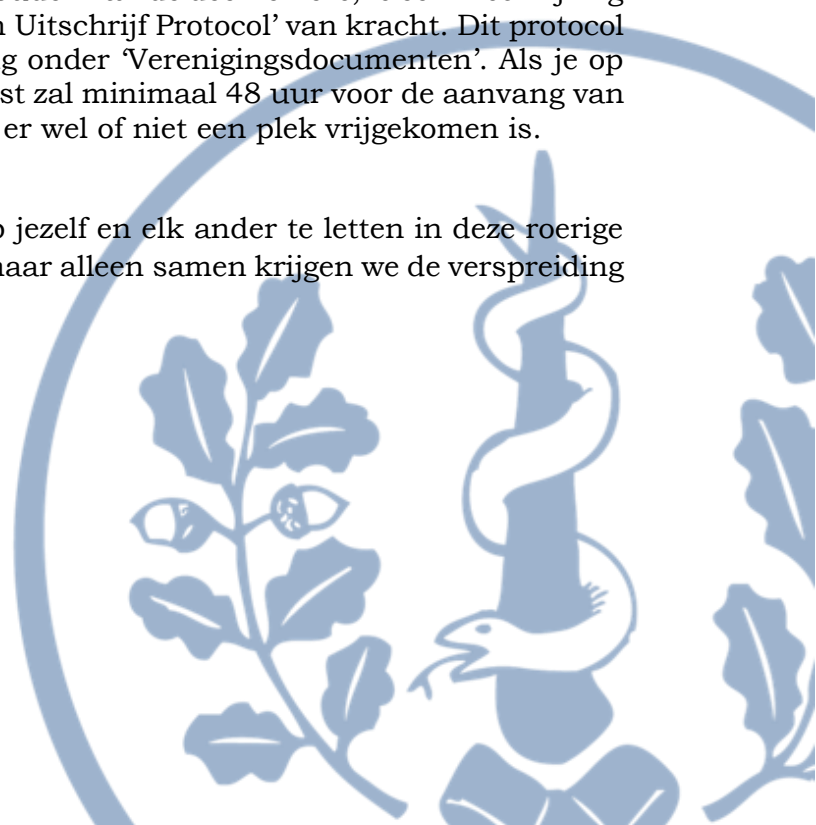 n Uitschrijf Protocol’ van kracht. Dit protocol
g onder ‘Verenigingsdocumenten’. Als je op
st zal minimaal 48 uur voor de aanvang van
er wel of niet een plek vrijgekomen is.
jezelf en elk ander te letten in deze roerige
naar alleen samen krijgen we de verspreiding